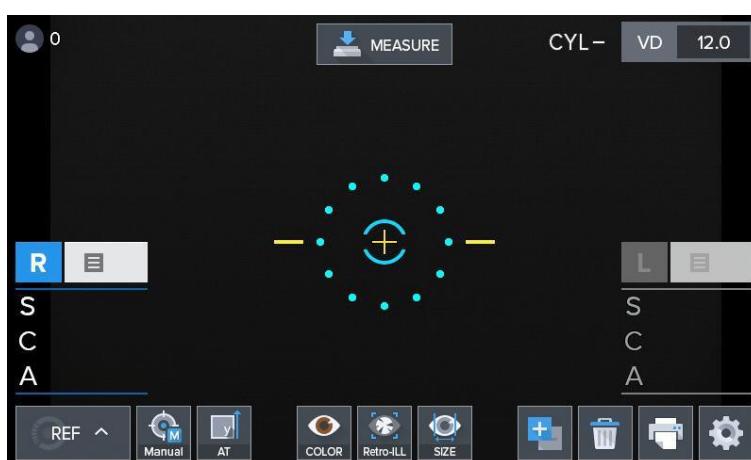 0
MEASURE
CYL–
VD 12.0
R
L
S
C
A
S
C
A
REF
Manual
M
y
AT
COLOR
Retro-ILL
SIZE